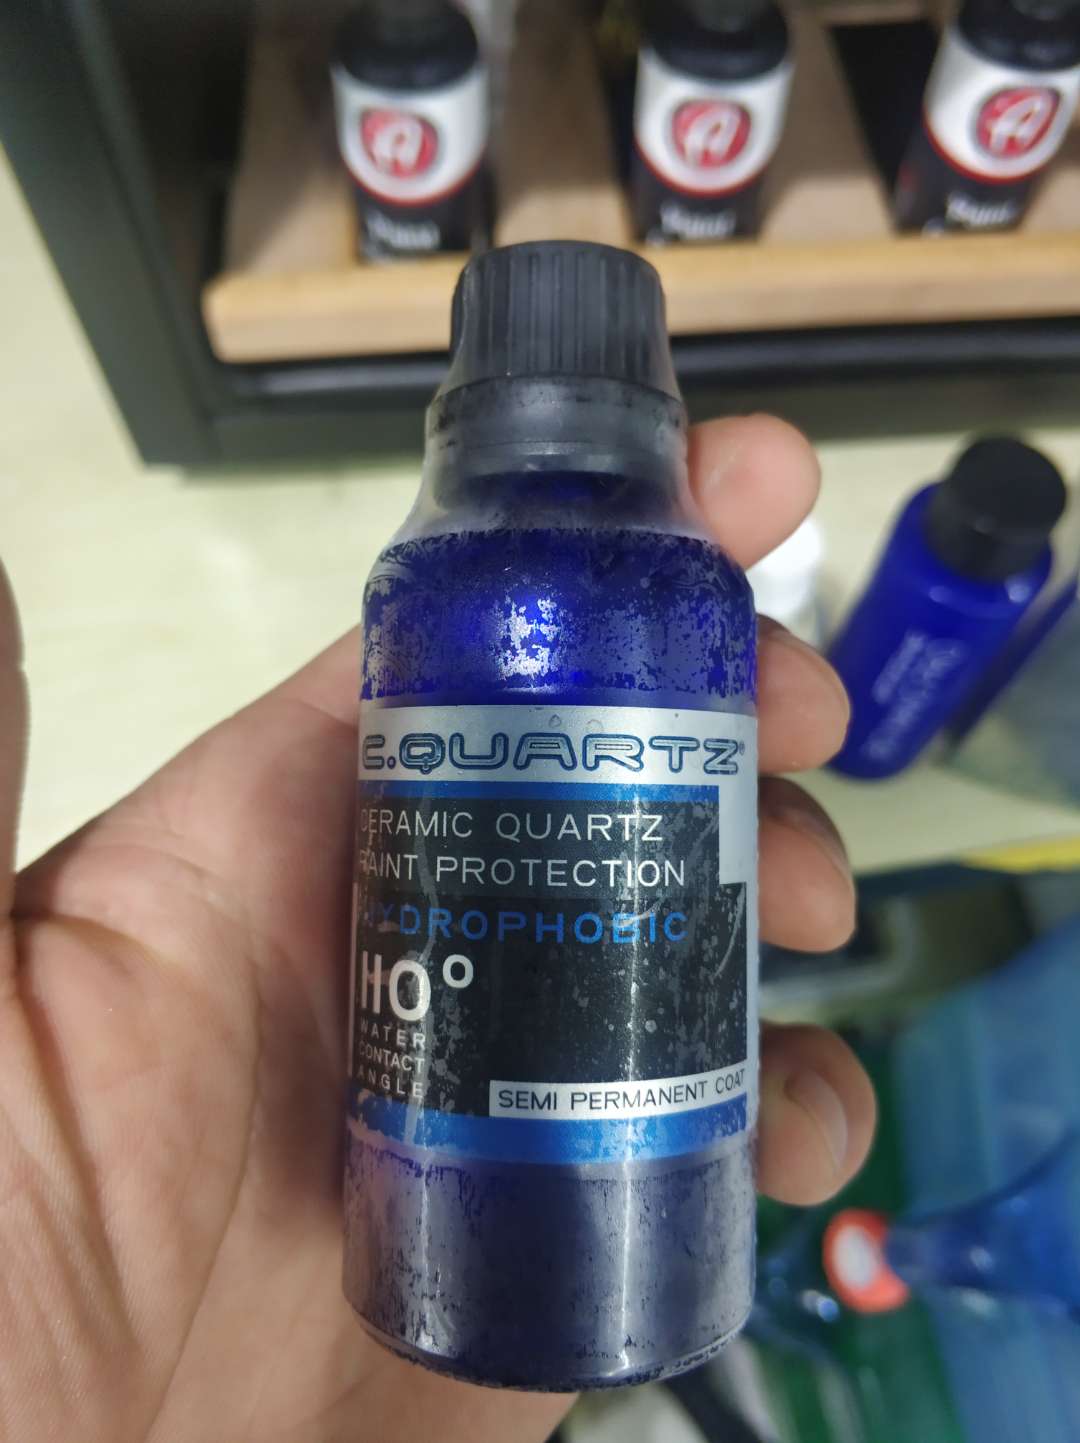 C.QUARTZ®
CERAMIC QUARTZ
PAINT PROTECTION
HYDROPHOBIC
110°
WATER
CONTACT
ANGLE
SEMI PERMANENT COAT